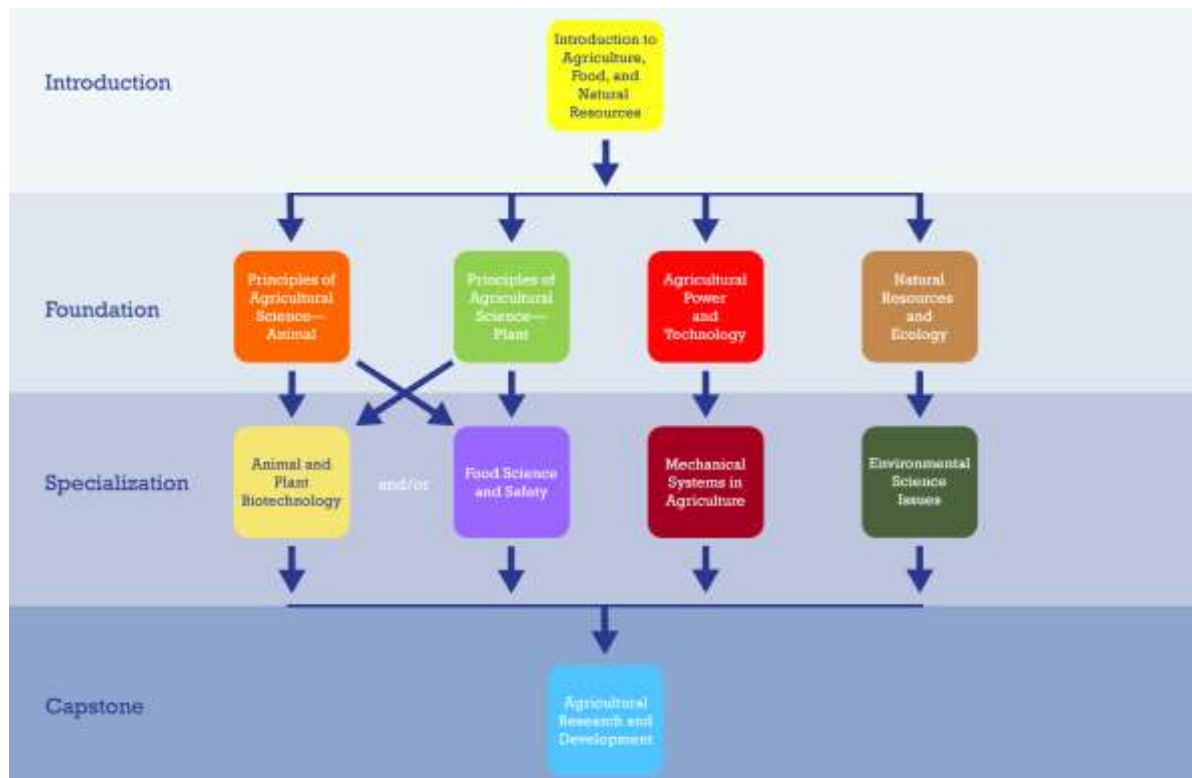 Introduction
Introduction to
Agriculture,
Food, and
Natural
Resources
Foundation
Principles of
Agricultural
Science—
Animal
Principles of
Agricultural
Science—
Plant
Agricultural
Power
and
Technology
Natural
Resources
and
Ecology
Specialization
Animal and
Plant
Biotechnology
and/or
Food Science
and Safety
Mechanical
Systems in
Agriculture
Environmental
Science
Issues
Capstone
Agricultural
Research and
Development